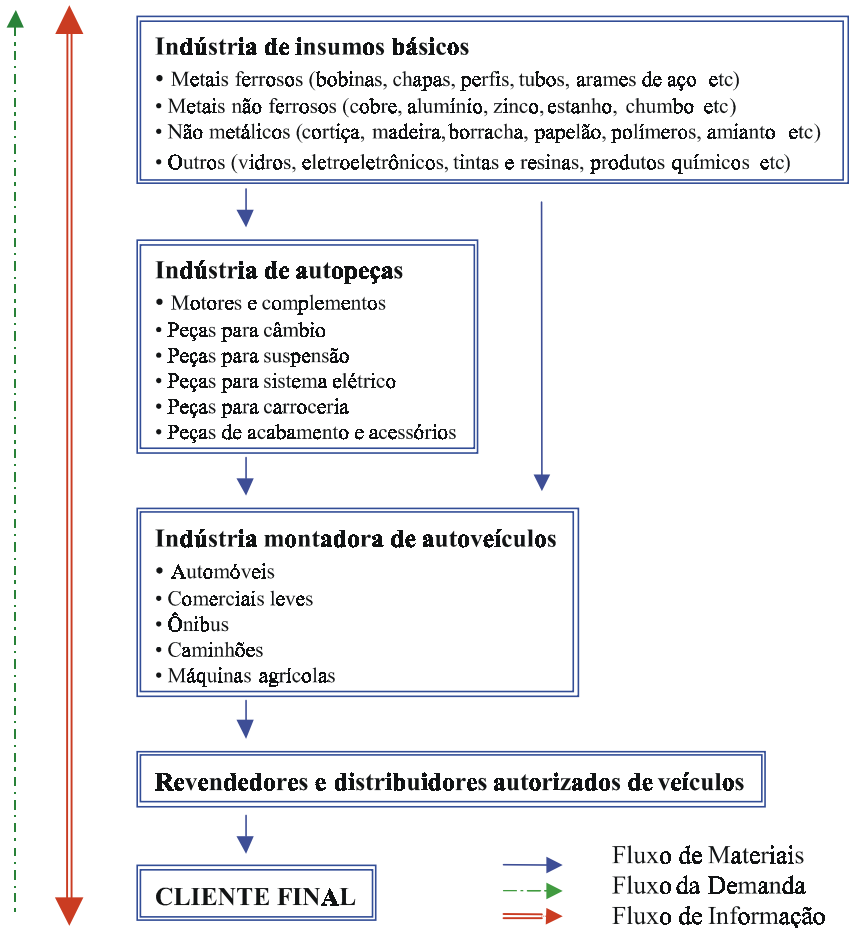 Indústria de insumos básicos
• Metais ferrosos (bobinas, chapas, perfis, tubos, arames de aço etc)
• Metais não ferrosos (cobre, alumínio, zinco, estanho, chumbo etc)
• Não metálicos (cortiça, madeira, borracha, papelão, polímeros, amianto etc)
• Outros (vidros, eletroeletrônicos, tintas e resinas, produtos químicos etc)
Indústria de autopeças
• Motores e complementos
• Peças para câmbio
• Peças para suspensão
• Peças para sistema elétrico
• Peças para carroceria
• Peças de acabamento e acessórios
Indústria montadora de autoveículos
• Automóveis
• Comerciais leves
• Ônibus
• Caminhões
• Máquinas agrícolas
Revendedores e distribuidores autorizados de veículos
CLIENTE FINAL
Fluxo de Materiais
Fluxo da Demanda
Fluxo de Informação